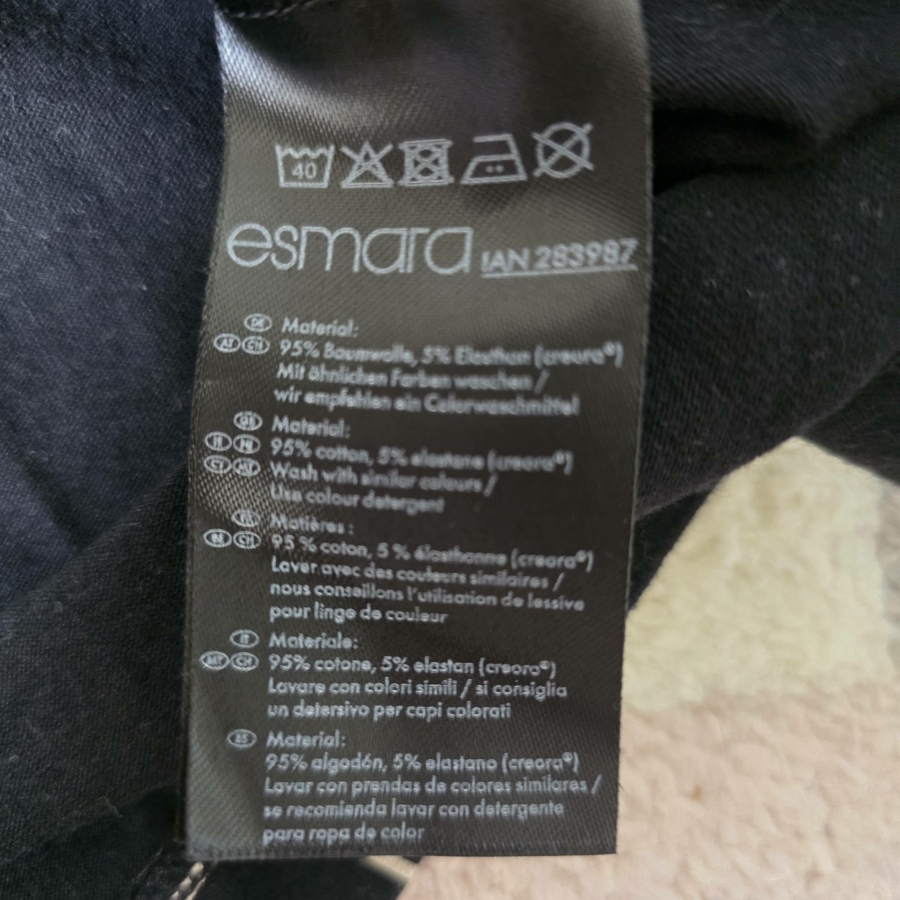 40
esmara IAN 283987
DE Material:
AT CH 95% Baumwolle, 5% Elasthan (creora®)
Mit ähnlichen Farben waschen /
wir empfehlen ein Colorwaschmittel
GB Material:
IE NI 95% cotton, 5% elastane (creora®)
CY MT Wash with similar colours /
Use colour detergent
FR Matières :
BE CH 95 % coton, 5 % élasthanne (creora®)
Laver avec des couleurs similaires /
nous conseillons l'utilisation de lessive
pour linge de couleur
IT Materiale:
MT CH 95% cotone, 5% elastan (creora®)
Lavare con colori simili / si consiglia
un detersivo per capi colorati
ES Material:
95% algodón, 5% elastano (creora®)
Lavar con prendas de colores similares /
se recomienda lavar con detergente
para ropa de color